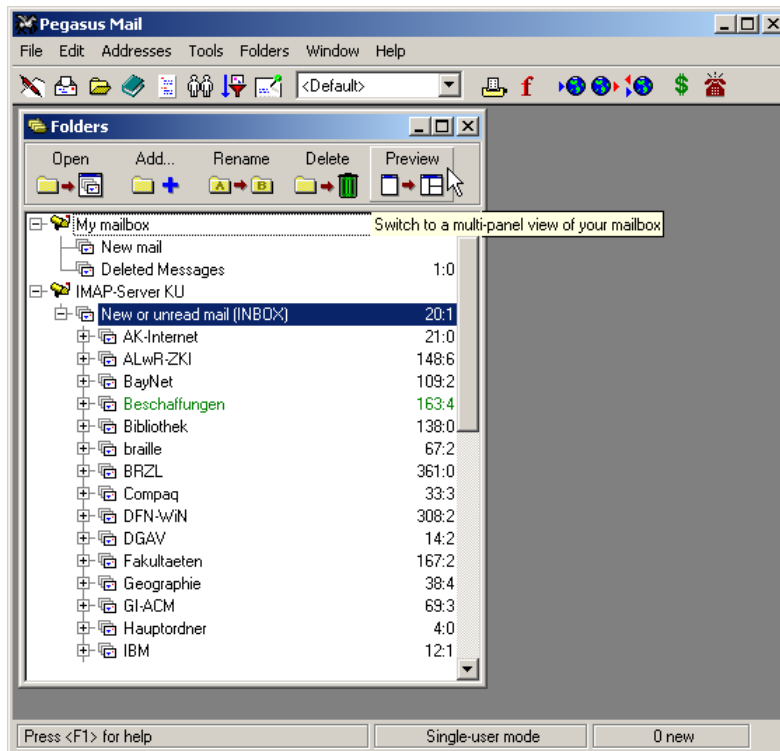 Pegasus Mail
File Edit Addresses Tools Folders Window Help
<Default>
Folders
Open Add... Rename Delete Preview
A B
Switch to a multi-panel view of your mailbox
My mailbox
New mail
Deleted Messages 1:0
IMAP-Server KU
New or unread mail (INBOX) 20:1
AK-Internet 21:0
ALwR-ZKI 148:6
BayNet 109:2
Beschaffungen 163:4
Bibliothek 138:0
braille 67:2
BRZL 361:0
Compaq 33:3
DFN-WiN 308:2
DGAV 14:2
Fakultaeten 167:2
Geographie 38:4
GI-ACM 69:3
Hauptordner 4:0
IBM 12:1
Press <F1> for help Single-user mode 0 new